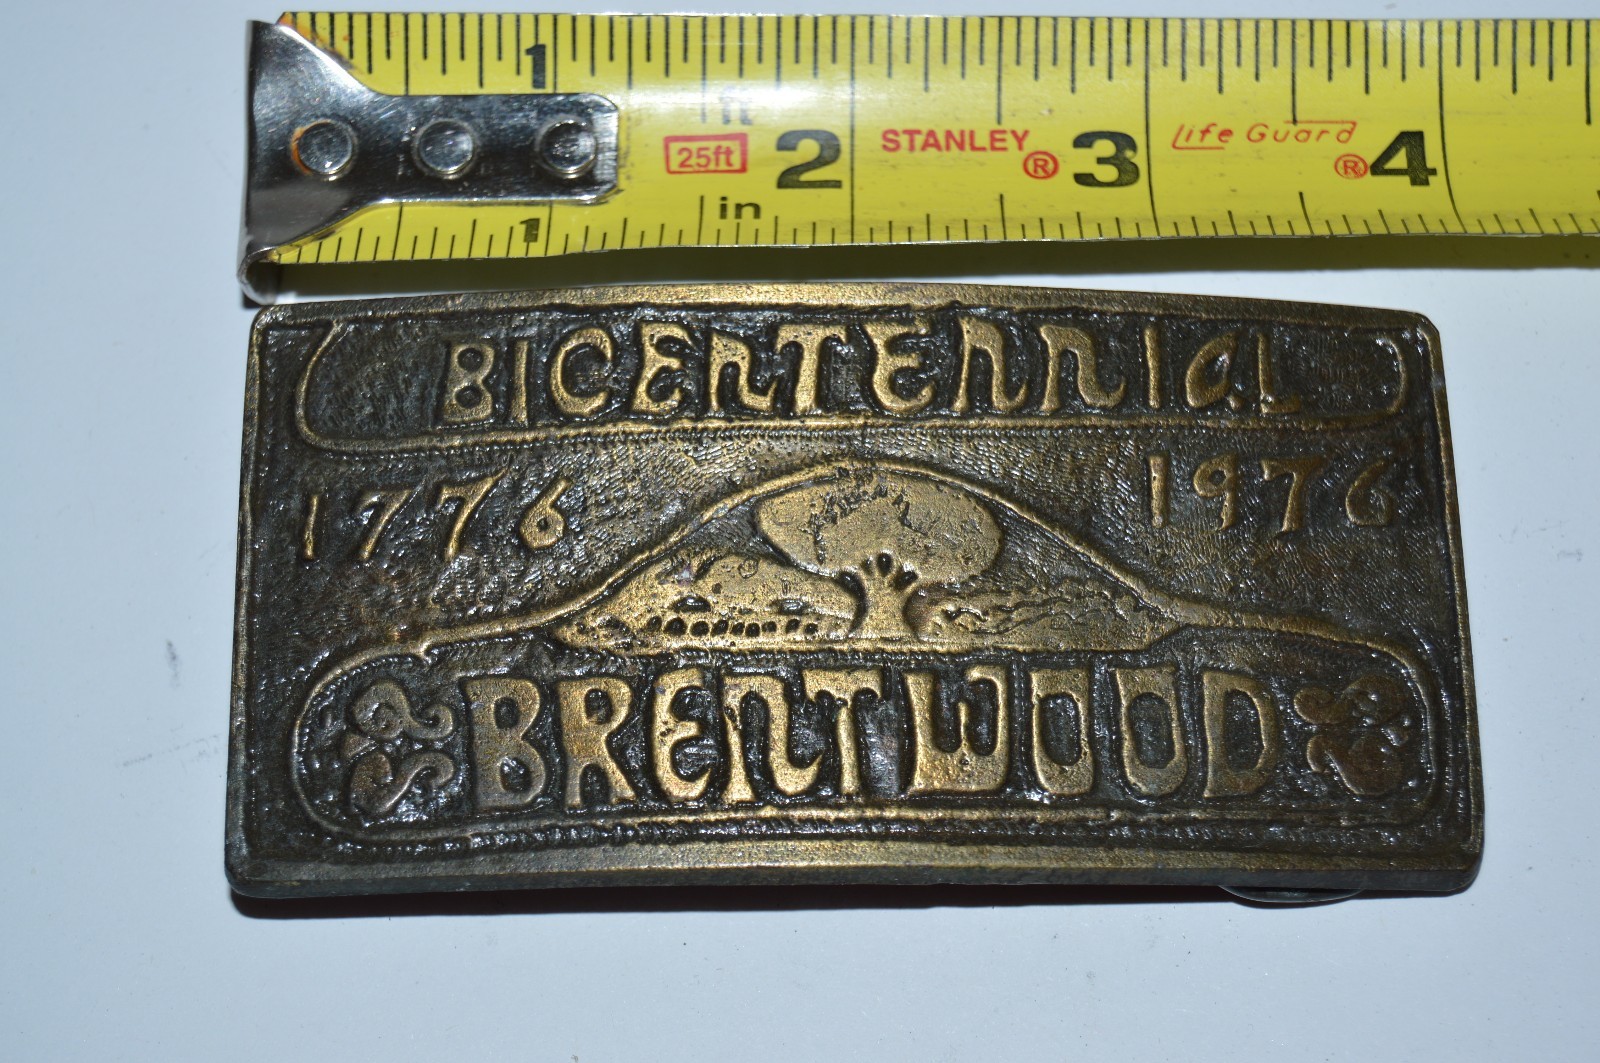 1 ft
25ft 2 STANLEY® 3 Life Guard® 4
1 in
BICENTENNIAL
1776 1976
BRENTWOOD